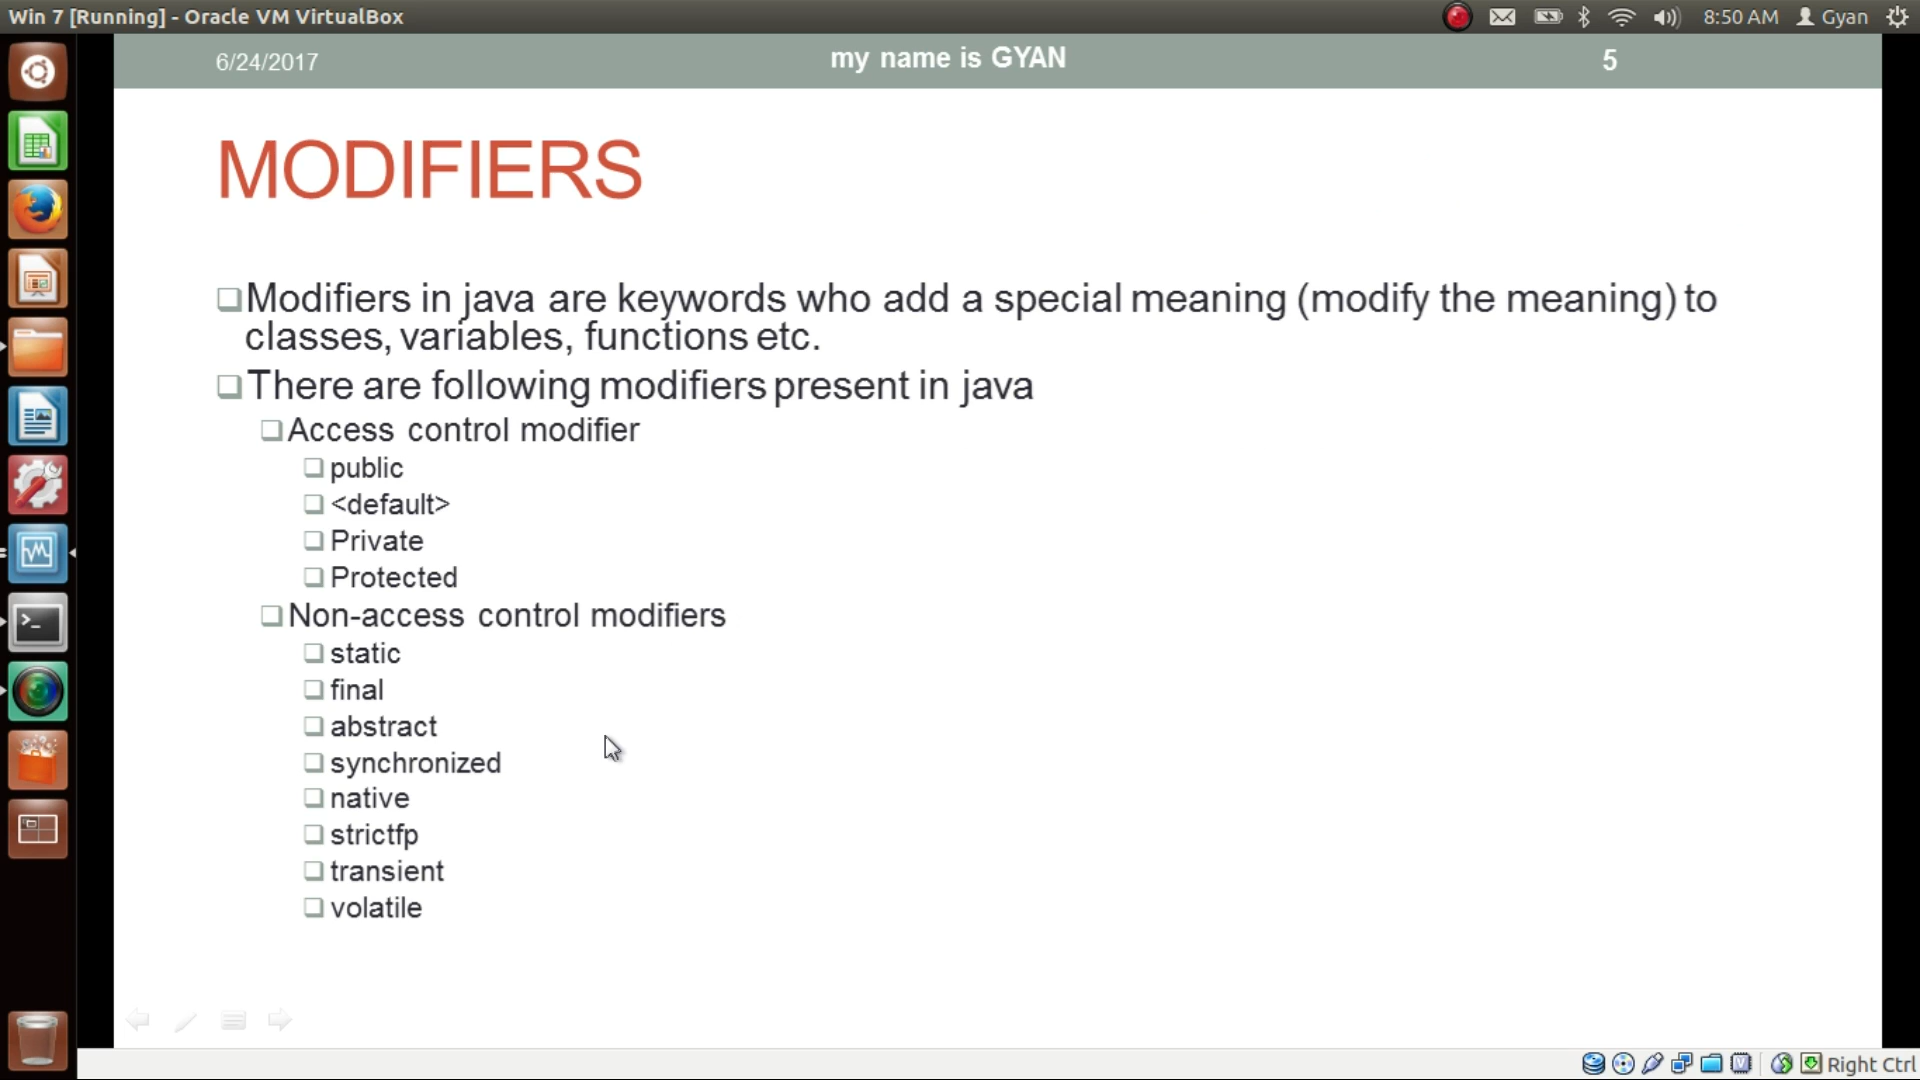 Win 7 [Running] - Oracle VM VirtualBox
8:50 AM
Gyan
6/24/2017
my name is GYAN
5
MODIFIERS
Modifiers in java are keywords who add a special meaning (modify the meaning) to
classes, variables, functions etc.
There are following modifiers present in java
Access control modifier
public
<default>
Private
Protected
Non-access control modifiers
static
final
abstract
synchronized
native
strictfp
transient
volatile
Right Ctrl